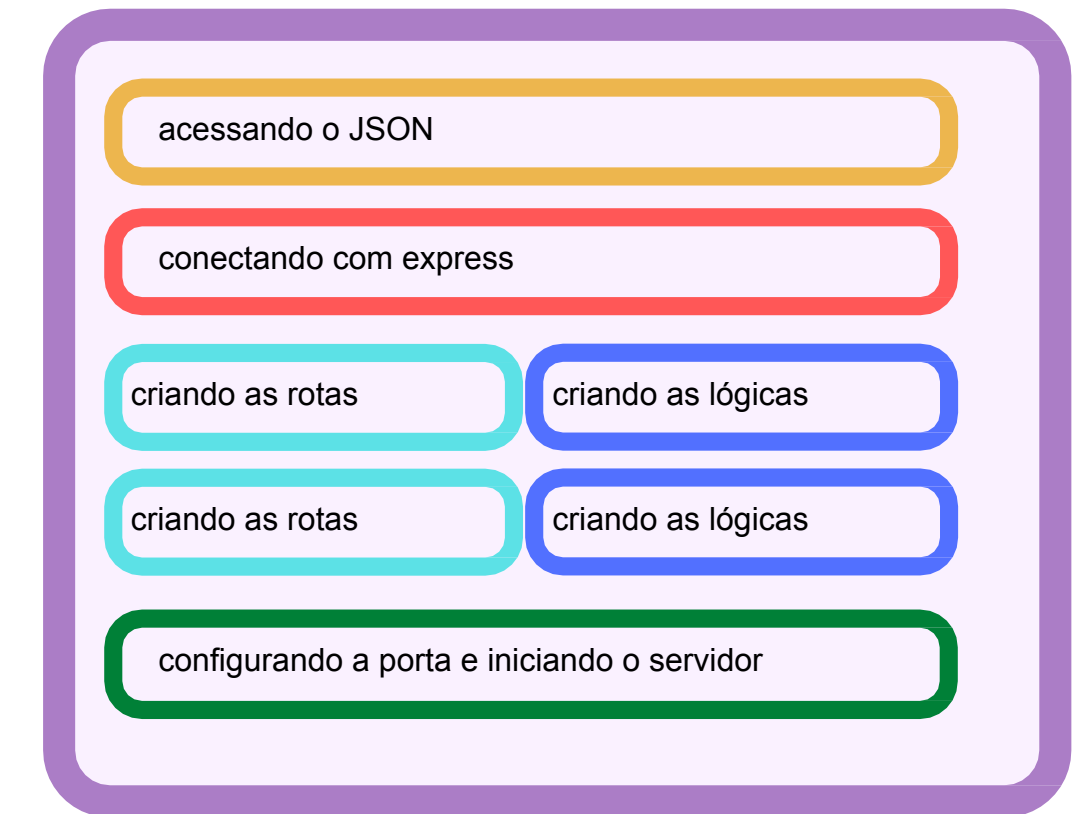 acessando o JSON
conectando com express
criando as rotas
criando as lógicas
criando as rotas
criando as lógicas
configurando a porta e iniciando o servidor